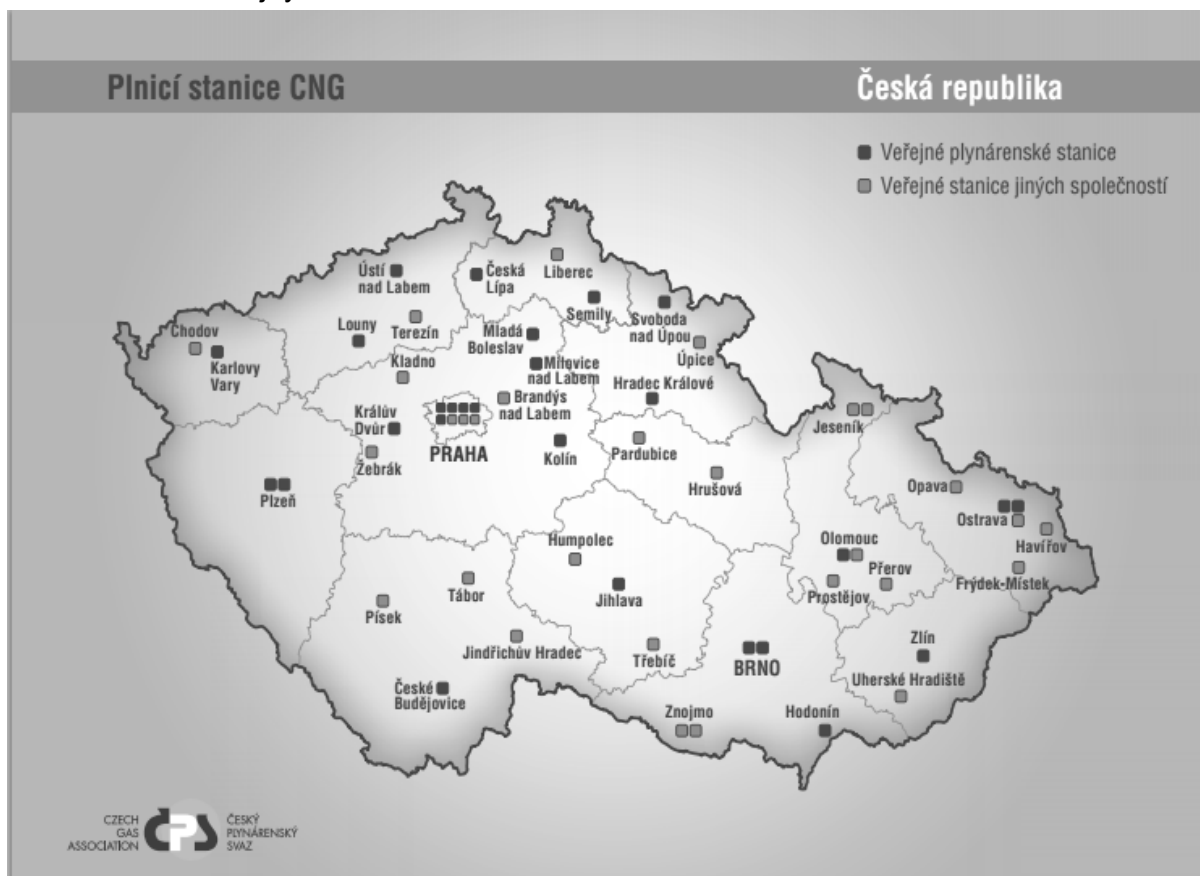 Plnicí stanice CNG
Česká republika
Veřejné plynárenské stanice
Veřejné stanice jiných společností
Ústí
nad Labem
Česká
Lípa
Liberec
Semily
Svoboda
nad Úpou
Úpice
Chodov
Karlovy
Vary
Louny
Terezín
Mladá
Boleslav
Milovice
nad Labem
Kladno
Brandýs
nad Labem
Hradec Králové
Králův
Dvůr
Žebrák
PRAHA
Kolín
Pardubice
Hrušová
Jeseník
Plzeň
Opava
Ostrava
Havířov
Frýdek-Místek
Olomouc
Přerov
Prostějov
Humpolec
Jihlava
Tábor
Písek
Jindřichův Hradec
Třebíč
BRNO
Zlín
Uherské Hradiště
České
Budějovice
Znojmo
Hodonín
CZECH
GAS
ASSOCIATION
ČPS
ČESKÝ
PLYNÁRENSKÝ
SVAZ